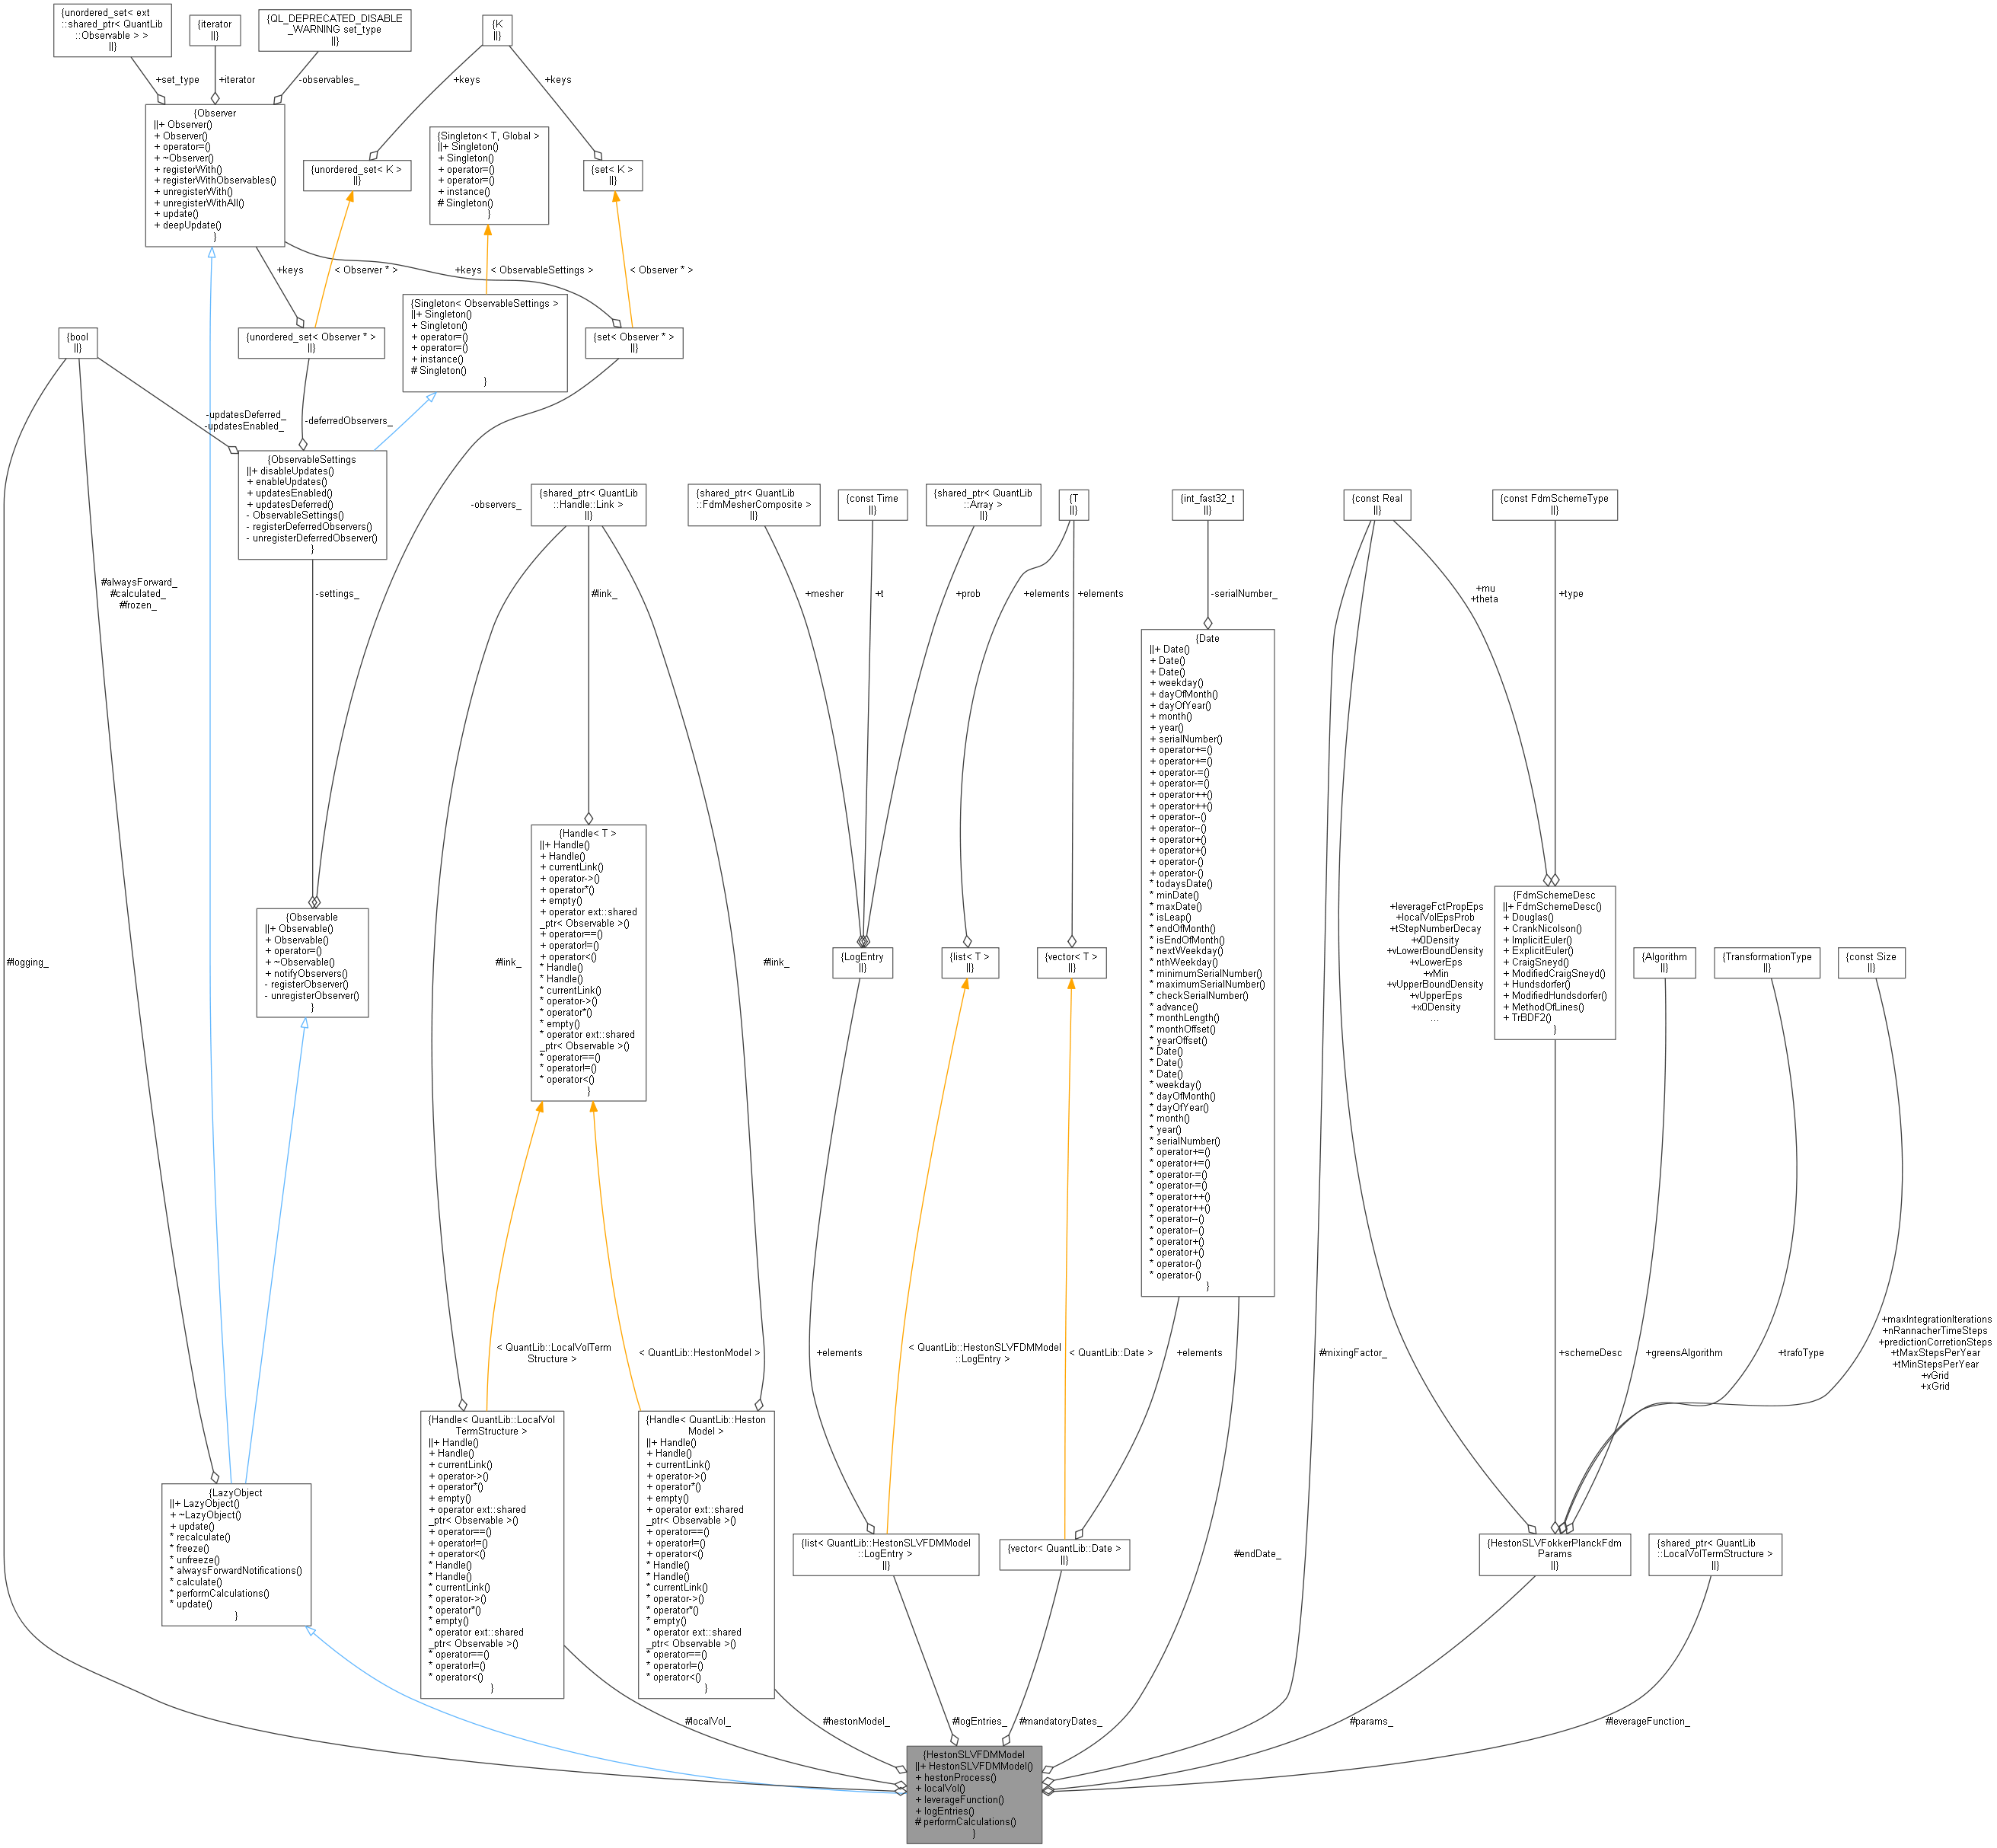 {unordered_set< ext
::shared_ptr< QuantLib
::Observable > >
||}
{iterator
||}
{QL_DEPRECATED_DISABLE
_WARNING set_type
||}
{K
||}
+set_type
+iterator
-observables_
+keys
+keys
{Observer
||+ Observer()
+ Observer()
+ operator=()
+ ~Observer()
+ registerWith()
+ registerWithObservables()
+ unregisterWith()
+ unregisterWithAll()
+ update()
+ deepUpdate()
}
{unordered_set< K >
||}
{Singleton< T, Global >
||+ Singleton()
+ Singleton()
+ operator=()
+ operator=()
+ instance()
# Singleton()
}
{set< K >
||}
+keys
< Observer * >
+keys
< ObservableSettings >
< Observer * >
{bool
||}
{unordered_set< Observer * >
||}
{Singleton< ObservableSettings >
||+ Singleton()
+ Singleton()
+ operator=()
+ operator=()
+ instance()
# Singleton()
}
{set< Observer * >
||}
-updatesDeferred_
-updatesEnabled_
-deferredObservers_
{ObservableSettings
||+ disableUpdates()
+ enableUpdates()
+ updatesEnabled()
+ updatesDeferred()
- ObservableSettings()
- registerDeferredObservers()
- unregisterDeferredObserver()
}
-observers_
{shared_ptr< QuantLib
::Handle::Link >
||}
{shared_ptr< QuantLib
::FdmMesherComposite >
||}
{const Time
||}
{shared_ptr< QuantLib
::Array >
||}
{T
||}
{int_fast32_t
||}
{const Real
||}
{const FdmSchemeType
||}
#alwaysForward_
#calculated_
#frozen_
-settings_
#link_
+mesher
+t
+prob
+elements
+elements
-serialNumber_
+mu
+theta
+type
{Date
||+ Date()
+ Date()
+ Date()
+ weekday()
+ dayOfMonth()
+ dayOfYear()
+ month()
+ year()
+ serialNumber()
+ operator+=()
+ operator+=()
+ operator-=()
+ operator-=()
+ operator++()
+ operator++()
+ operator--()
+ operator--()
+ operator+()
+ operator+()
+ operator-()
+ operator-()
* todaysDate()
* minDate()
* maxDate()
* isLeap()
* endOfMonth()
* isEndOfMonth()
* nextWeekday()
* nthWeekday()
* minimumSerialNumber()
* maximumSerialNumber()
* checkSerialNumber()
* advance()
* monthLength()
* monthOffset()
* yearOffset()
* Date()
* Date()
* Date()
* weekday()
* dayOfMonth()
* dayOfYear()
* month()
* year()
* serialNumber()
* operator+=()
* operator+=()
* operator-=()
* operator-=()
* operator++()
* operator++()
* operator--()
* operator--()
* operator+()
* operator+()
* operator-()
* operator-()
}
{Handle< T >
||+ Handle()
+ Handle()
+ currentLink()
+ operator->()
+ operator*()
+ empty()
+ operator ext::shared
_ptr< Observable >()
+ operator==()
+ operator!=()
+ operator<()
* Handle()
* Handle()
* currentLink()
* operator->()
* operator*()
* empty()
* operator ext::shared
_ptr< Observable >()
* operator==()
* operator!=()
* operator<()
}
{Observable
||+ Observable()
+ Observable()
+ operator=()
+ ~Observable()
+ notifyObservers()
- registerObserver()
- unregisterObserver()
}
#logging_
#link_
#link_
{LogEntry
||}
{list< T >
||}
{vector< T >
||}
+leverageFctPropEps
+localVolEpsProb
+tStepNumberDecay
+v0Density
+vLowerBoundDensity
+vLowerEps
+vMin
+vUpperBoundDensity
+vUpperEps
+x0Density
...
{FdmSchemeDesc
||+ FdmSchemeDesc()
+ Douglas()
+ CrankNicolson()
+ ImplicitEuler()
+ ExplicitEuler()
+ CraigSneyd()
+ ModifiedCraigSneyd()
+ Hundsdorfer()
+ ModifiedHundsdorfer()
+ MethodOfLines()
+ TrBDF2()
}
{Algorithm
||}
{TransformationType
||}
{const Size
||}
< QuantLib::LocalVolTerm
Structure >
< QuantLib::HestonModel >
+elements
< QuantLib::HestonSLVFDMModel
::LogEntry >
< QuantLib::Date >
+elements
#mixingFactor_
+schemeDesc
+greensAlgorithm
+trafoType
+maxIntegrationIterations
+nRannacherTimeSteps
+predictionCorretionSteps
+tMaxStepsPerYear
+tMinStepsPerYear
+vGrid
+xGrid
{LazyObject
||+ LazyObject()
+ ~LazyObject()
+ update()
* recalculate()
* freeze()
* unfreeze()
* alwaysForwardNotifications()
* calculate()
* performCalculations()
* update()
}
{Handle< QuantLib::LocalVol
TermStructure >
||+ Handle()
+ Handle()
+ currentLink()
+ operator->()
+ operator*()
+ empty()
+ operator ext::shared
_ptr< Observable >()
+ operator==()
+ operator!=()
+ operator<()
* Handle()
* Handle()
* currentLink()
* operator->()
* operator*()
* empty()
* operator ext::shared
_ptr< Observable >()
* operator==()
* operator!=()
* operator<()
}
{Handle< QuantLib::Heston
Model >
||+ Handle()
+ Handle()
+ currentLink()
+ operator->()
+ operator*()
+ empty()
+ operator ext::shared
_ptr< Observable >()
+ operator==()
+ operator!=()
+ operator<()
* Handle()
* Handle()
* currentLink()
* operator->()
* operator*()
* empty()
* operator ext::shared
_ptr< Observable >()
* operator==()
* operator!=()
* operator<()
}
{list< QuantLib::HestonSLVFDMModel
::LogEntry >
||}
{vector< QuantLib::Date >
||}
#endDate_
{HestonSLVFokkerPlanckFdm
Params
||}
{shared_ptr< QuantLib
::LocalVolTermStructure >
||}
#localVol_
#hestonModel_
#logEntries_
#mandatoryDates_
#params_
#leverageFunction_
{HestonSLVFDMModel
||+ HestonSLVFDMModel()
+ hestonProcess()
+ localVol()
+ leverageFunction()
+ logEntries()
# performCalculations()
}